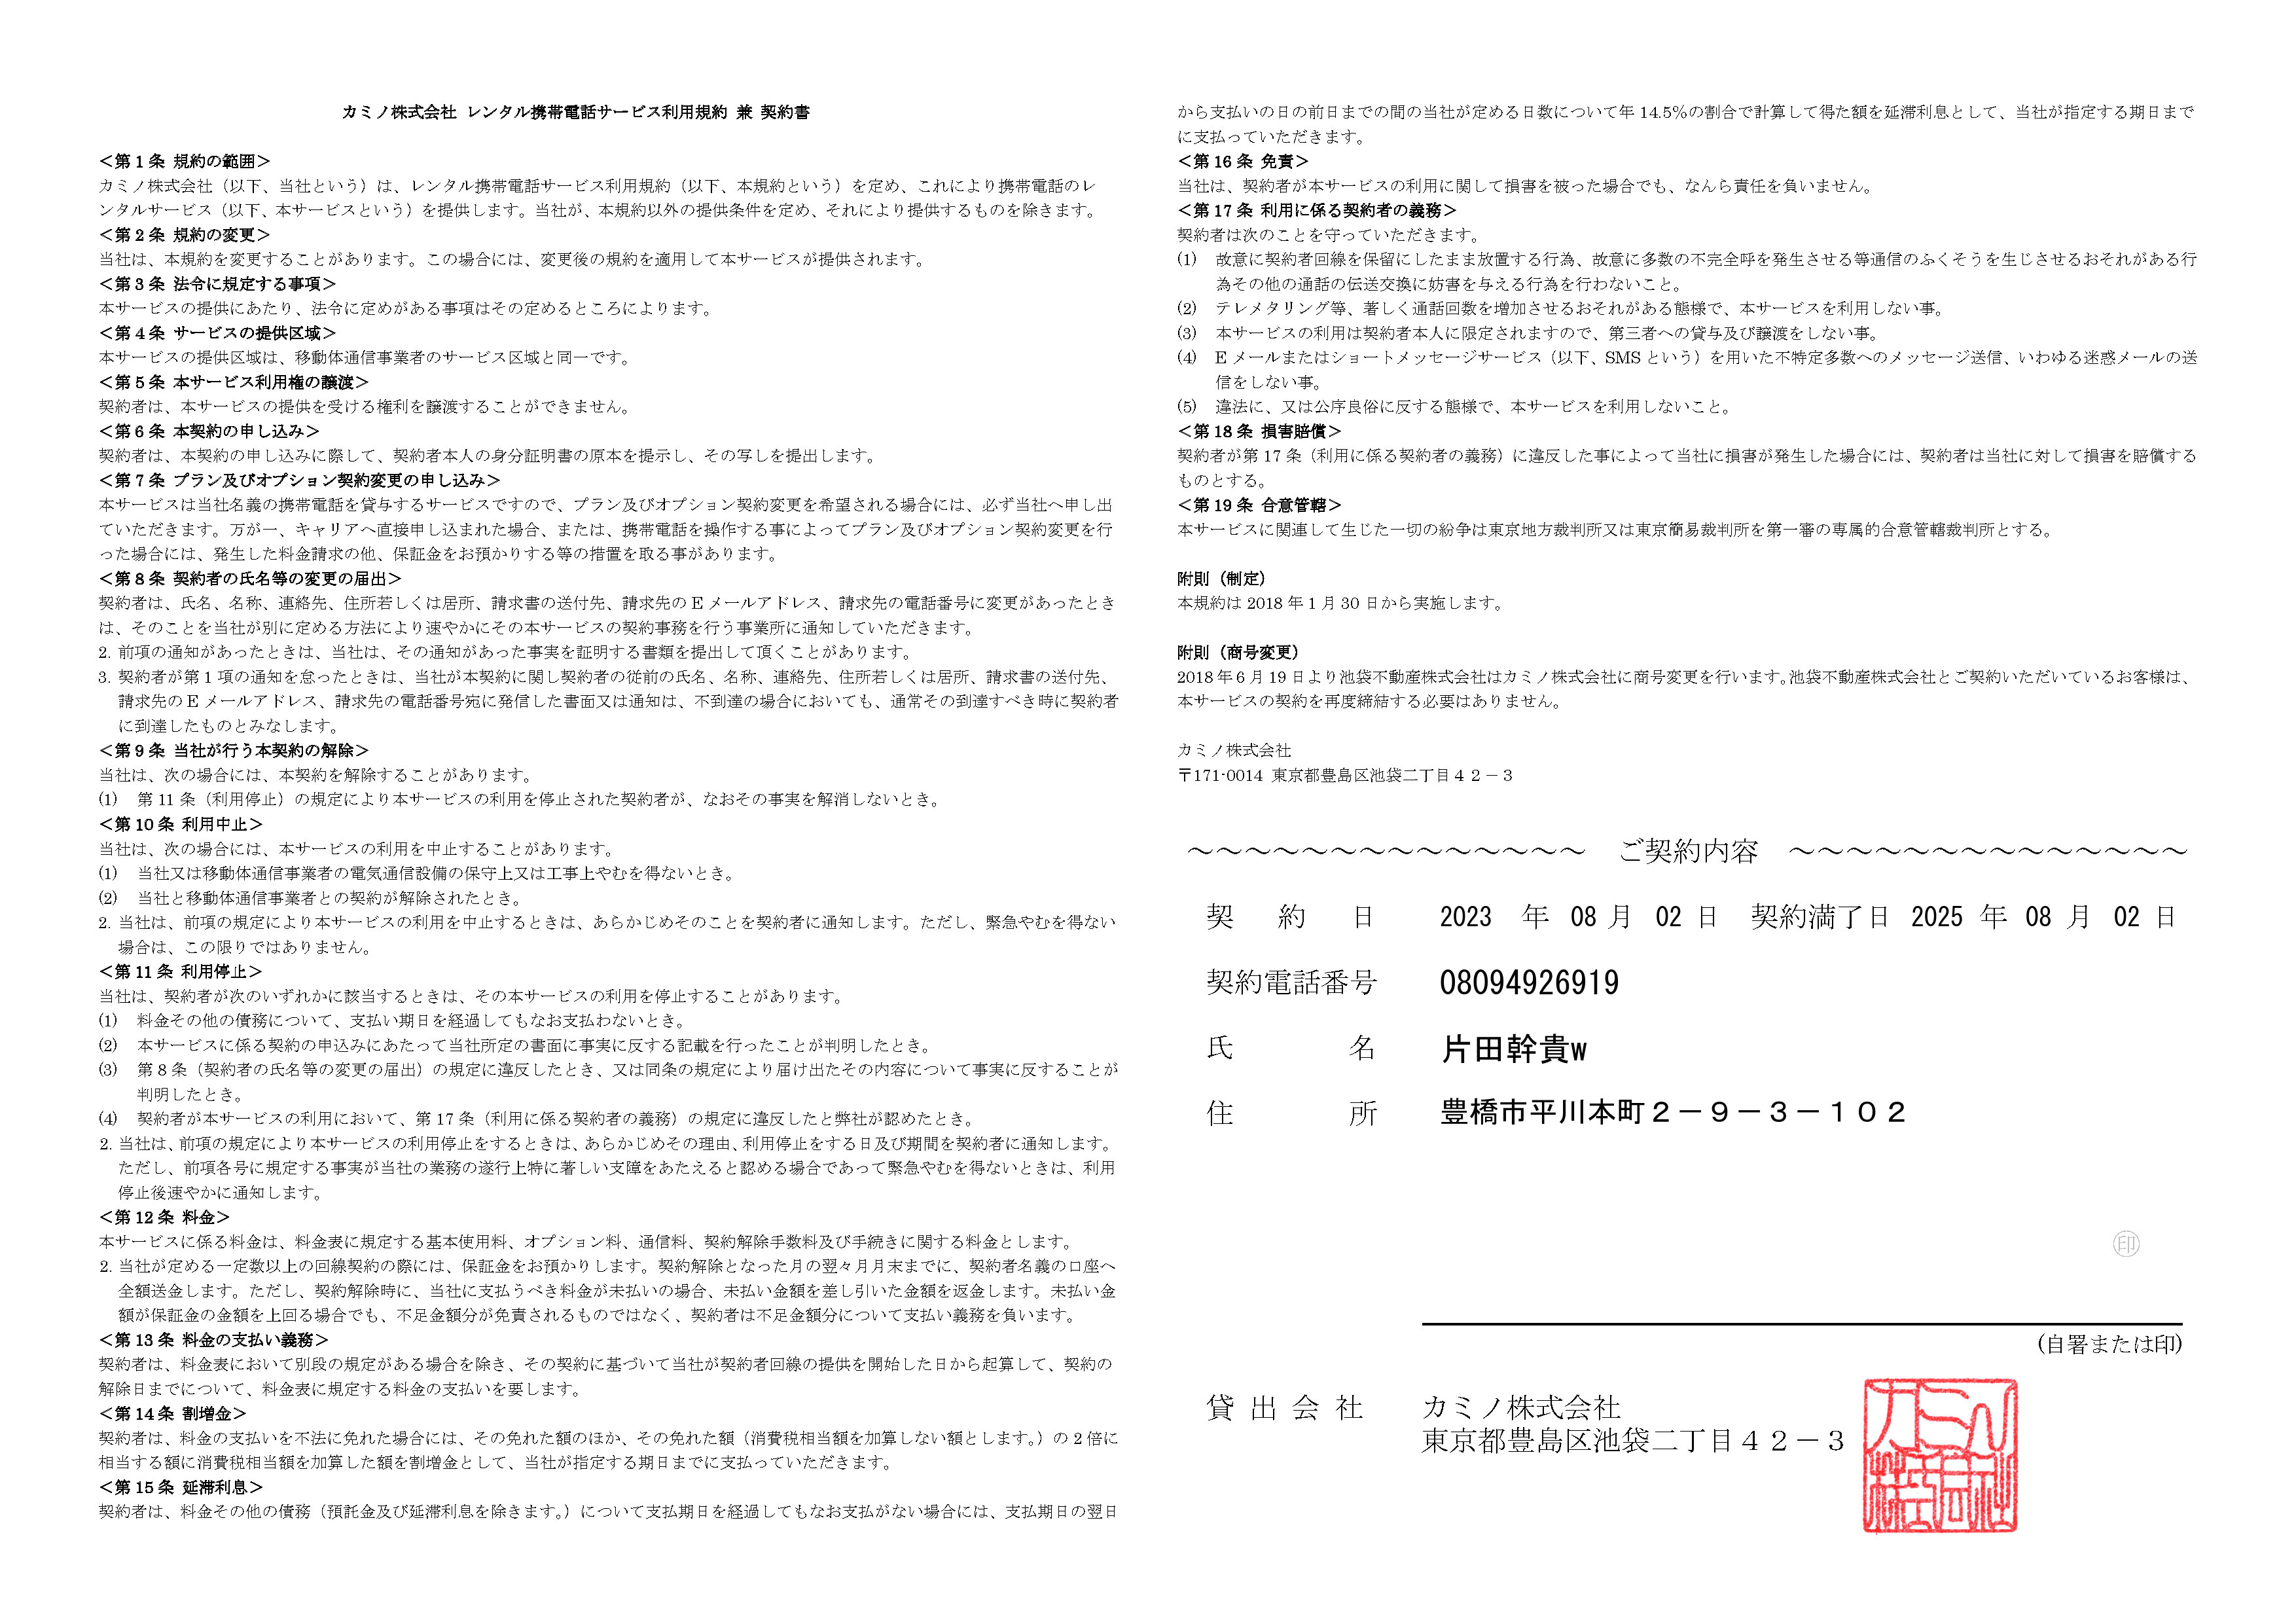 カミノ株式会社 レンタル携帯電話サービス利用規約 兼 契約書
＜第1条 規約の範囲＞
カミノ株式会社（以下、当社という）は、レンタル携帯電話サービス利用規約（以下、本規約という）を定め、これにより携帯電話のレ
ンタルサービス（以下、本サービスという）を提供します。当社が、本規約以外の提供条件を定め、それにより提供するものを除きます。
＜第2条 規約の変更＞
当社は、本規約を変更することがあります。この場合には、変更後の規約を適用して本サービスが提供されます。
＜第3条 法令に規定する事項＞
本サービスの提供にあたり、法令に定めがある事項はその定めるところによります。
＜第4条 サービスの提供区域＞
本サービスの提供区域は、移動体通信事業者のサービス区域と同一です。
＜第5条 本サービス利用権の譲渡＞
契約者は、本サービスの提供を受ける権利を譲渡することができません。
＜第6条 本契約の申し込み＞
契約者は、本契約の申し込みに際して、契約者本人の身分証明書の原本を提示し、その写しを提出します。
＜第7条 プラン及びオプション契約変更の申し込み＞
本サービスは当社名義の携帯電話を貸与するサービスですので、プラン及びオプション契約変更を希望される場合には、必ず当社へ申し出
ていただきます。万が一、キャリアへ直接申し込まれた場合、または、携帯電話を操作する事によってプラン及びオプション契約変更を行
った場合には、発生した料金請求の他、保証金をお預かりする等の措置を取る事があります。
＜第8条 契約者の氏名等の変更の届出＞
契約者は、氏名、名称、連絡先、住所若しくは居所、請求書の送付先、請求先のEメールアドレス、請求先の電話番号に変更があったとき
は、そのことを当社が別に定める方法により速やかにその本サービスの契約事務を行う事業所に通知していただきます。
2. 前項の通知があったときは、当社は、その通知があった事実を証明する書類を提出して頂くことがあります。
3. 契約者が第1項の通知を怠ったときは、当社が本契約に関し契約者の従前の氏名、名称、連絡先、住所若しくは居所、請求書の送付先、
請求先のEメールアドレス、請求先の電話番号宛に発信した書面又は通知は、不到達の場合においても、通常その到達すべき時に契約者
に到達したものとみなします。
＜第9条 当社が行う本契約の解除＞
当社は、次の場合には、本契約を解除することがあります。
(1) 第11条（利用停止）の規定により本サービスの利用を停止された契約者が、なおその事実を解消しないとき。
＜第10条 利用中止＞
当社は、次の場合には、本サービスの利用を中止することがあります。
(1) 当社又は移動体通信事業者の電気通信設備の保守上又は工事上やむを得ないとき。
(2) 当社と移動体通信事業者との契約が解除されたとき。
2. 当社は、前項の規定により本サービスの利用を中止するときは、あらかじめそのことを契約者に通知します。ただし、緊急やむを得ない
場合は、この限りではありません。
＜第11条 利用停止＞
当社は、契約者が次のいずれかに該当するときは、その本サービスの利用を停止することがあります。
(1) 料金その他の債務について、支払い期日を経過してもなお支払わないとき。
(2) 本サービスに係る契約の申込みにあたって当社所定の書面に事実に反する記載を行ったことが判明したとき。
(3) 第8条（契約者の氏名等の変更の届出）の規定に違反したとき、又は同条の規定により届け出たその内容について事実に反することが
判明したとき。
(4) 契約者が本サービスの利用において、第17条（利用に係る契約者の義務）の規定に違反したと弊社が認めたとき。
2. 当社は、前項の規定により本サービスの利用停止をするときは、あらかじめその理由、利用停止をする日及び期間を契約者に通知します。
ただし、前項各号に規定する事実が当社の業務の遂行上特に著しい支障をあたえると認める場合であって緊急やむを得ないときは、利用
停止後速やかに通知します。
＜第12条 料金＞
本サービスに係る料金は、料金表に規定する基本使用料、オプション料、通信料、契約解除手数料及び手続きに関する料金とします。
2. 当社が定める一定数以上の回線契約の際には、保証金をお預かりします。契約解除となった月の翌々月月末までに、契約者名義の口座へ
全額送金します。ただし、契約解除時に、当社に支払うべき料金が未払いの場合、未払い金額を差し引いた金額を返金します。未払い金
額が保証金の金額を上回る場合でも、不足金額分が免責されるものではなく、契約者は不足金額分について支払い義務を負います。
＜第13条 料金の支払い義務＞
契約者は、料金表において別段の規定がある場合を除き、その契約に基づいて当社が契約者回線の提供を開始した日から起算して、契約の
解除日までについて、料金表に規定する料金の支払いを要します。
＜第14条 割増金＞
契約者は、料金の支払いを不法に免れた場合には、その免れた額のほか、その免れた額（消費税相当額を加算しない額とします。）の2倍に
相当する額に消費税相当額を加算した額を割増金として、当社が指定する期日までに支払っていただきます。
＜第15条 延滞利息＞
契約者は、料金その他の債務（預託金及び延滞利息を除きます。）について支払期日を経過してもなお支払がない場合には、支払期日の翌日
から支払いの日の前日までの間の当社が定める日数について年14.5%の割合で計算して得た額を延滞利息として、当社が指定する期日まで
に支払っていただきます。
＜第16条 免責＞
当社は、契約者が本サービスの利用に関して損害を被った場合でも、なんら責任を負いません。
＜第17条 利用に係る契約者の義務＞
契約者は次のことを守っていただきます。
(1) 故意に契約者回線を保留にしたまま放置する行為、故意に多数の不完全呼を発生させる等通信のふくそうを生じさせるおそれがある行
為その他の通話の伝送交換に妨害を与える行為を行わないこと。
(2) テレメタリング等、著しく通話回数を増加させるおそれがある態様で、本サービスを利用しない事。
(3) 本サービスの利用は契約者本人に限定されますので、第三者への貸与及び譲渡をしない事。
(4) Eメールまたはショートメッセージサービス（以下、SMSという）を用いた不特定多数へのメッセージ送信、いわゆる迷惑メールの送
信をしない事。
(5) 違法に、又は公序良俗に反する態様で、本サービスを利用しないこと。
＜第18条 損害賠償＞
契約者が第17条（利用に係る契約者の義務）に違反した事によって当社に損害が発生した場合には、契約者は当社に対して損害を賠償する
ものとする。
＜第19条 合意管轄＞
本サービスに関連して生じた一切の紛争は東京地方裁判所又は東京簡易裁判所を第一審の専属的合意管轄裁判所とする。
附則（制定）
本規約は2018年1月30日から実施します。
附則（商号変更）
2018年6月19日より池袋不動産株式会社はカミノ株式会社に商号変更を行います。池袋不動産株式会社とご契約いただいているお客様は、
本サービスの契約を再度締結する必要はありません。
カミノ株式会社
〒171-0014 東京都豊島区池袋二丁目４２－３
～～～～～～～～～～～～～～ ご契約内容 ～～～～～～～～～～～～～～
契約日 2023 年 08 月 02 日 契約満了日 2025 年 08 月 02 日
契約電話番号 08094926919
氏名 片田幹貴w
住所 豊橋市平川本町２－９－３－１０２
㊞
(自署または印)
貸出会社 カミノ株式会社
東京都豊島区池袋二丁目４２－３
カミノ
株式会社